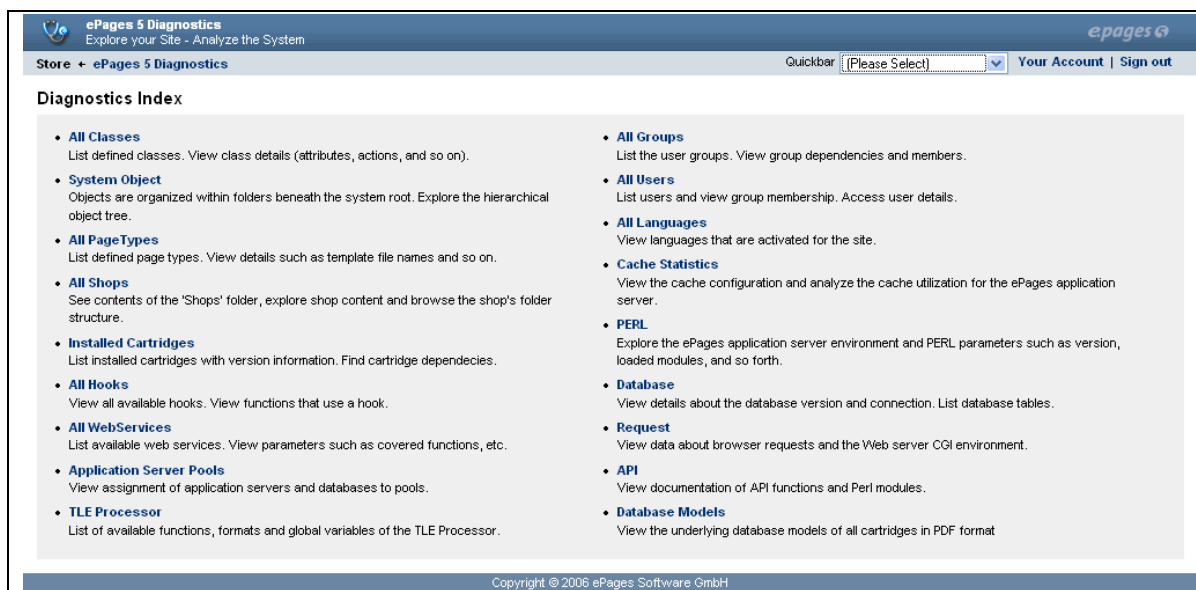 ePages 5 Diagnostics
Explore your Site - Analyze the System
epages
Store ← ePages 5 Diagnostics
Quickbar (Please Select) Your Account | Sign out
Diagnostics Index
• All Classes
List defined classes. View class details (attributes, actions, and so on).
• System Object
Objects are organized within folders beneath the system root. Explore the hierarchical
object tree.
• All PageTypes
List defined page types. View details such as template file names and so on.
• All Shops
See contents of the 'Shops' folder, explore shop content and browse the shop's folder
structure.
• Installed Cartridges
List installed cartridges with version information. Find cartridge dependecies.
• All Hooks
View all available hooks. View functions that use a hook.
• All WebServices
List available web services. View parameters such as covered functions, etc.
• Application Server Pools
View assignment of application servers and databases to pools.
• TLE Processor
List of available functions, formats and global variables of the TLE Processor.
• All Groups
List the user groups. View group dependencies and members.
• All Users
List users and view group membership. Access user details.
• All Languages
View languages that are activated for the site.
• Cache Statistics
View the cache configuration and analyze the cache utilization for the ePages application
server.
• PERL
Explore the ePages application server environment and PERL parameters such as version,
loaded modules, and so forth.
• Database
View details about the database version and connection. List database tables.
• Request
View data about browser requests and the Web server CGI environment.
• API
View documentation of API functions and Perl modules.
• Database Models
View the underlying database models of all cartridges in PDF format
Copyright © 2006 ePages Software GmbH